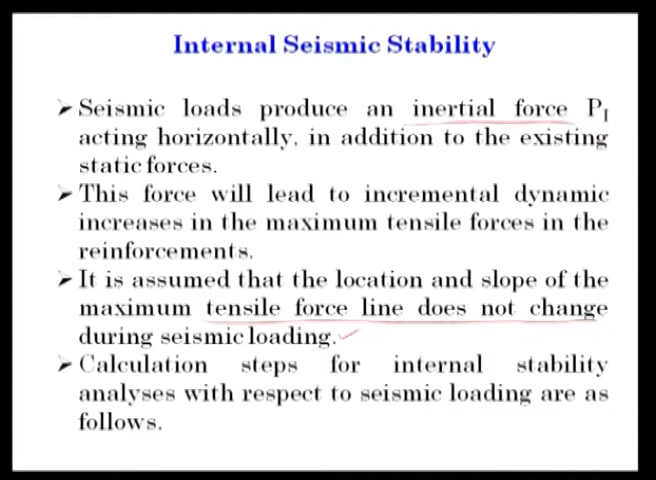 Internal Seismic Stability
➢ Seismic loads produce an inertial force P_I
acting horizontally, in addition to the existing
static forces.
➢ This force will lead to incremental dynamic
increases in the maximum tensile forces in the
reinforcements.
➢ It is assumed that the location and slope of the
maximum tensile force line does not change
during seismic loading.
➢ Calculation steps for internal stability
analyses with respect to seismic loading are as
follows.